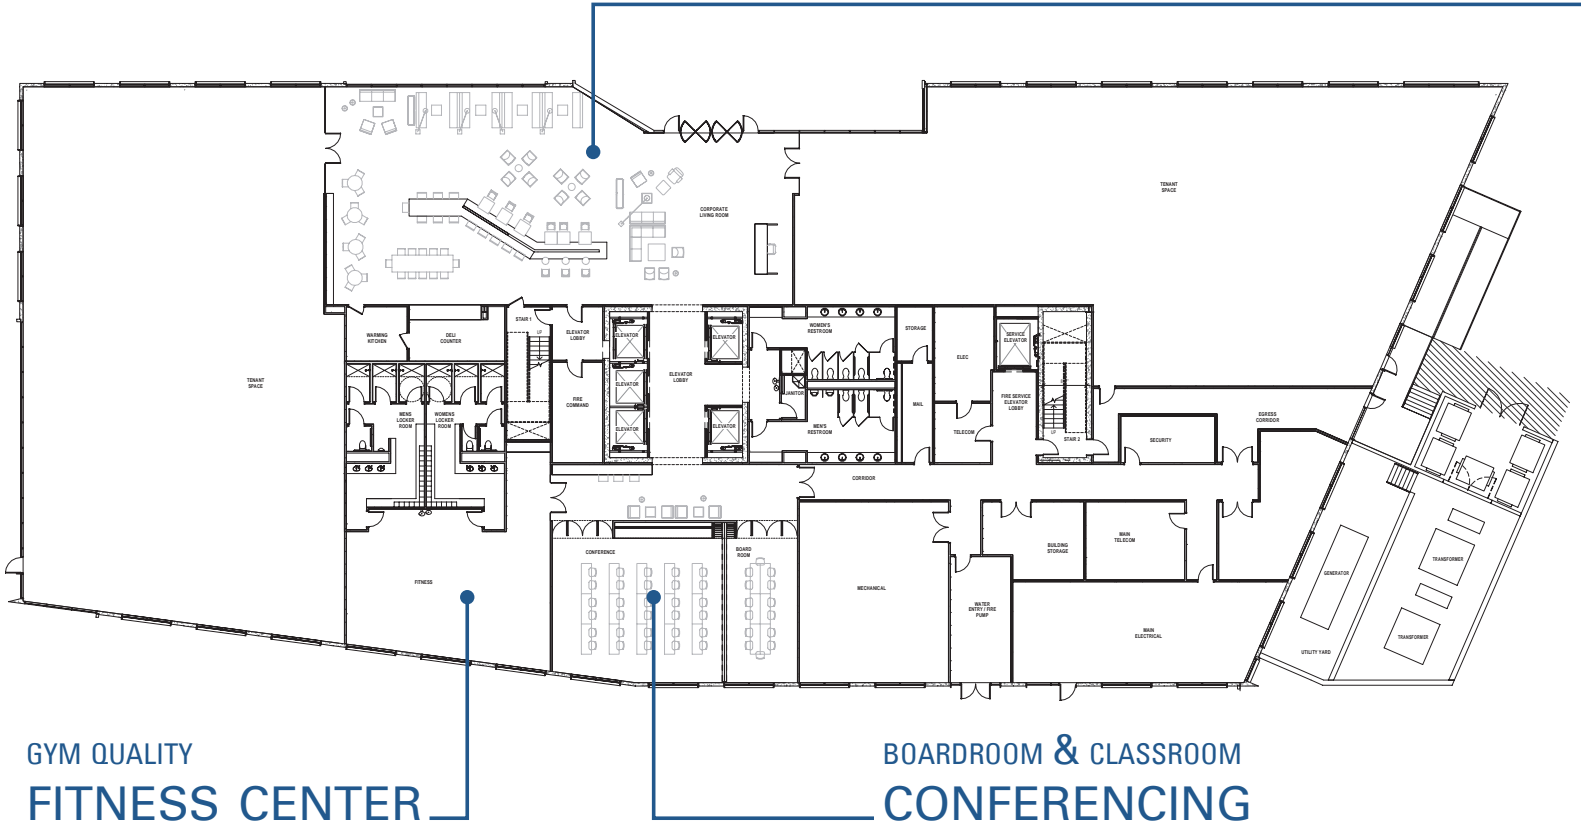 TENANT
SPACE
CORPORATE
LIVING ROOM
TENANT
SPACE
WARMING
KITCHEN
DELI
COUNTER
STAIR 1
UP
ELEVATOR
LOBBY
ELEVATOR
ELEVATOR
ELEVATOR
ELEVATOR
LOBBY
ELEVATOR
ELEVATOR
FIRE
COMMAND
WOMEN'S
RESTROOM
JANITOR
MEN'S
RESTROOM
STORAGE
MAIL
ELEC
TELECOM
SERVICE
ELEVATOR
FIRE SERVICE
ELEVATOR
LOBBY
UP
STAIR 2
SECURITY
EGRESS
CORRIDOR
MENS
LOCKER
ROOM
WOMENS
LOCKER
ROOM
CORRIDOR
FITNESS
CONFERENCE
BOARD
ROOM
MECHANICAL
WATER
ENTRY / FIRE
PUMP
BUILDING
STORAGE
MAIN
TELECOM
MAIN
ELECTRICAL
GENERATOR
TRANSFORMER
TRANSFORMER
UTILITY YARD
GYM QUALITY
FITNESS CENTER
BOARDROOM & CLASSROOM
CONFERENCING